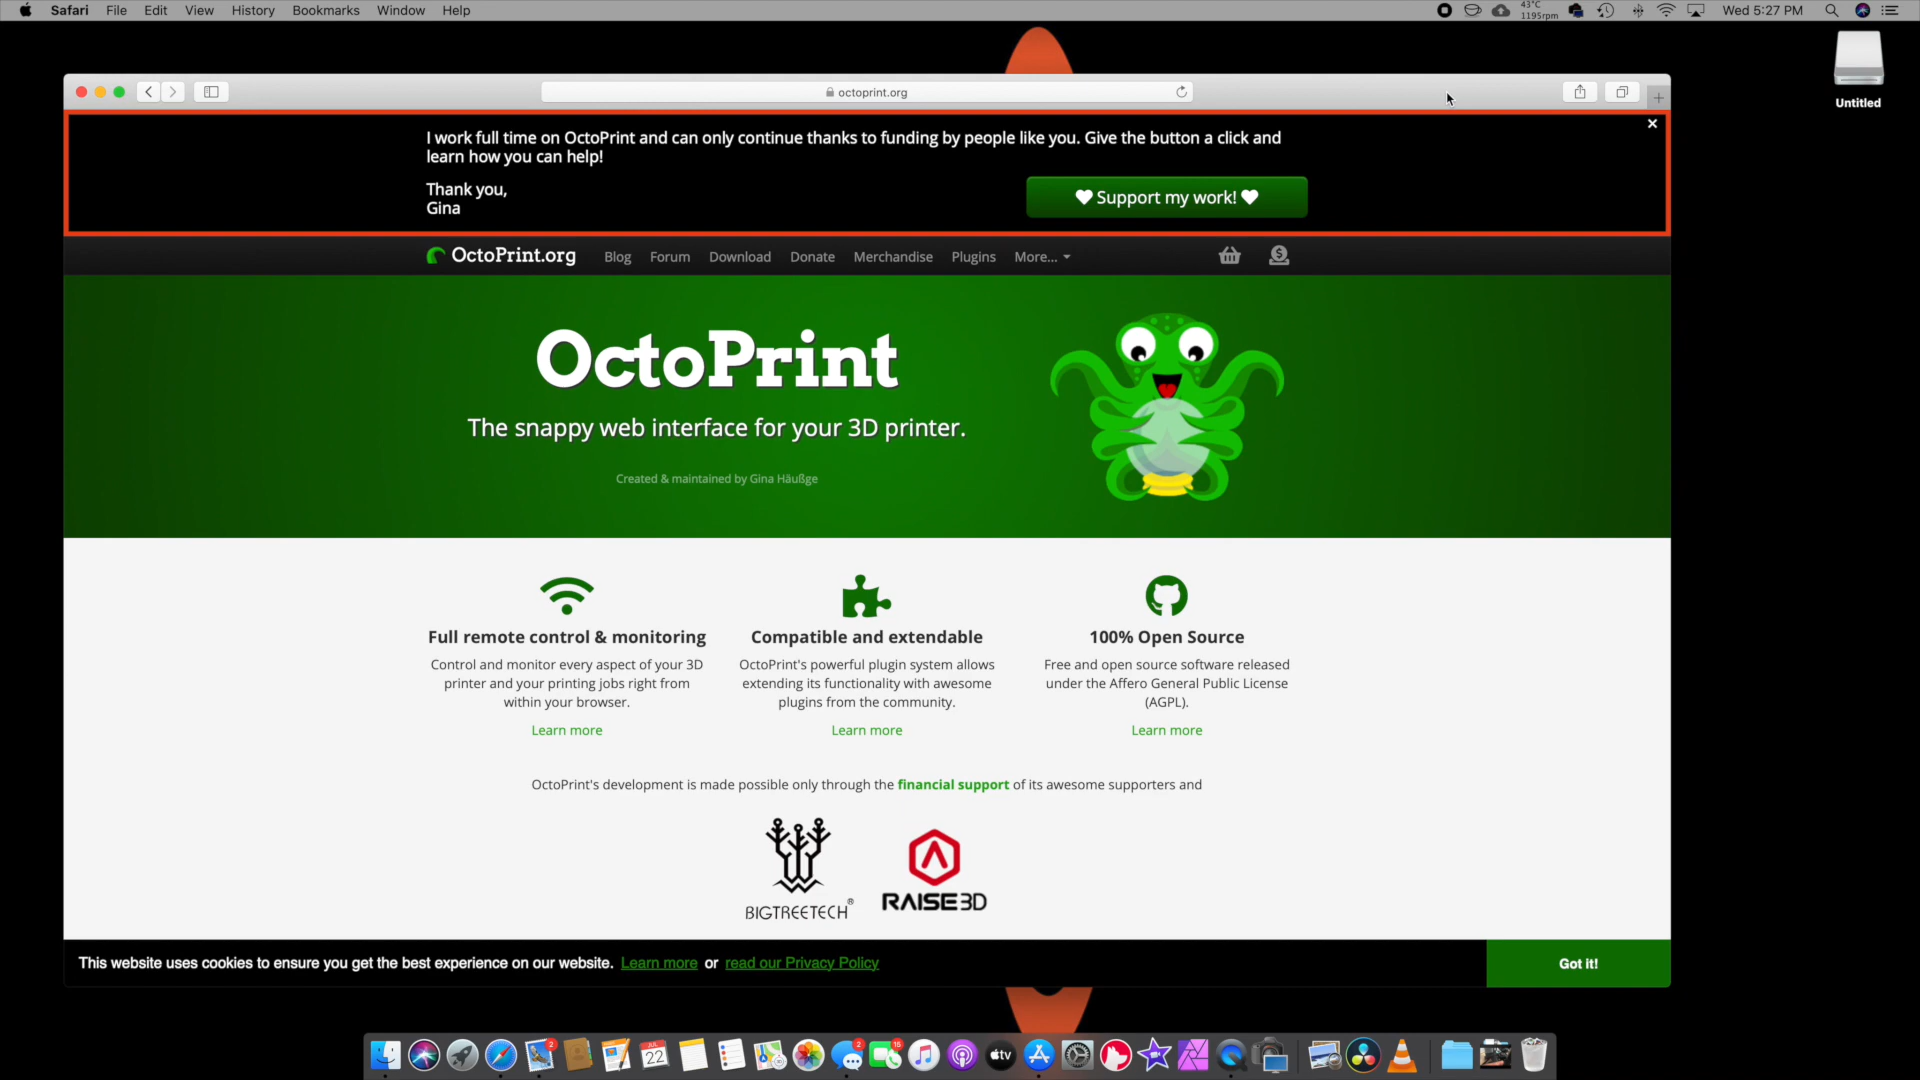 Safari File Edit View History Bookmarks Window Help
43°C
1195rpm
Wed 5:27 PM
Untitled
octoprint.org
I work full time on OctoPrint and can only continue thanks to funding by people like you. Give the button a click and
learn how you can help!
Thank you,
Gina
Support my work!
OctoPrint.org Blog Forum Download Donate Merchandise Plugins More...
OctoPrint
The snappy web interface for your 3D printer.
Created & maintained by Gina Häußge
Full remote control & monitoring
Control and monitor every aspect of your 3D
printer and your printing jobs right from
within your browser.
Learn more
Compatible and extendable
OctoPrint's powerful plugin system allows
extending its functionality with awesome
plugins from the community.
Learn more
100% Open Source
Free and open source software released
under the Affero General Public License
(AGPL).
Learn more
OctoPrint's development is made possible only through the financial support of its awesome supporters and
BIGTREETECH®
RAISE3D
This website uses cookies to ensure you get the best experience on our website. Learn more or read our Privacy Policy
Got it!
2
JUL
22
2
15
tv